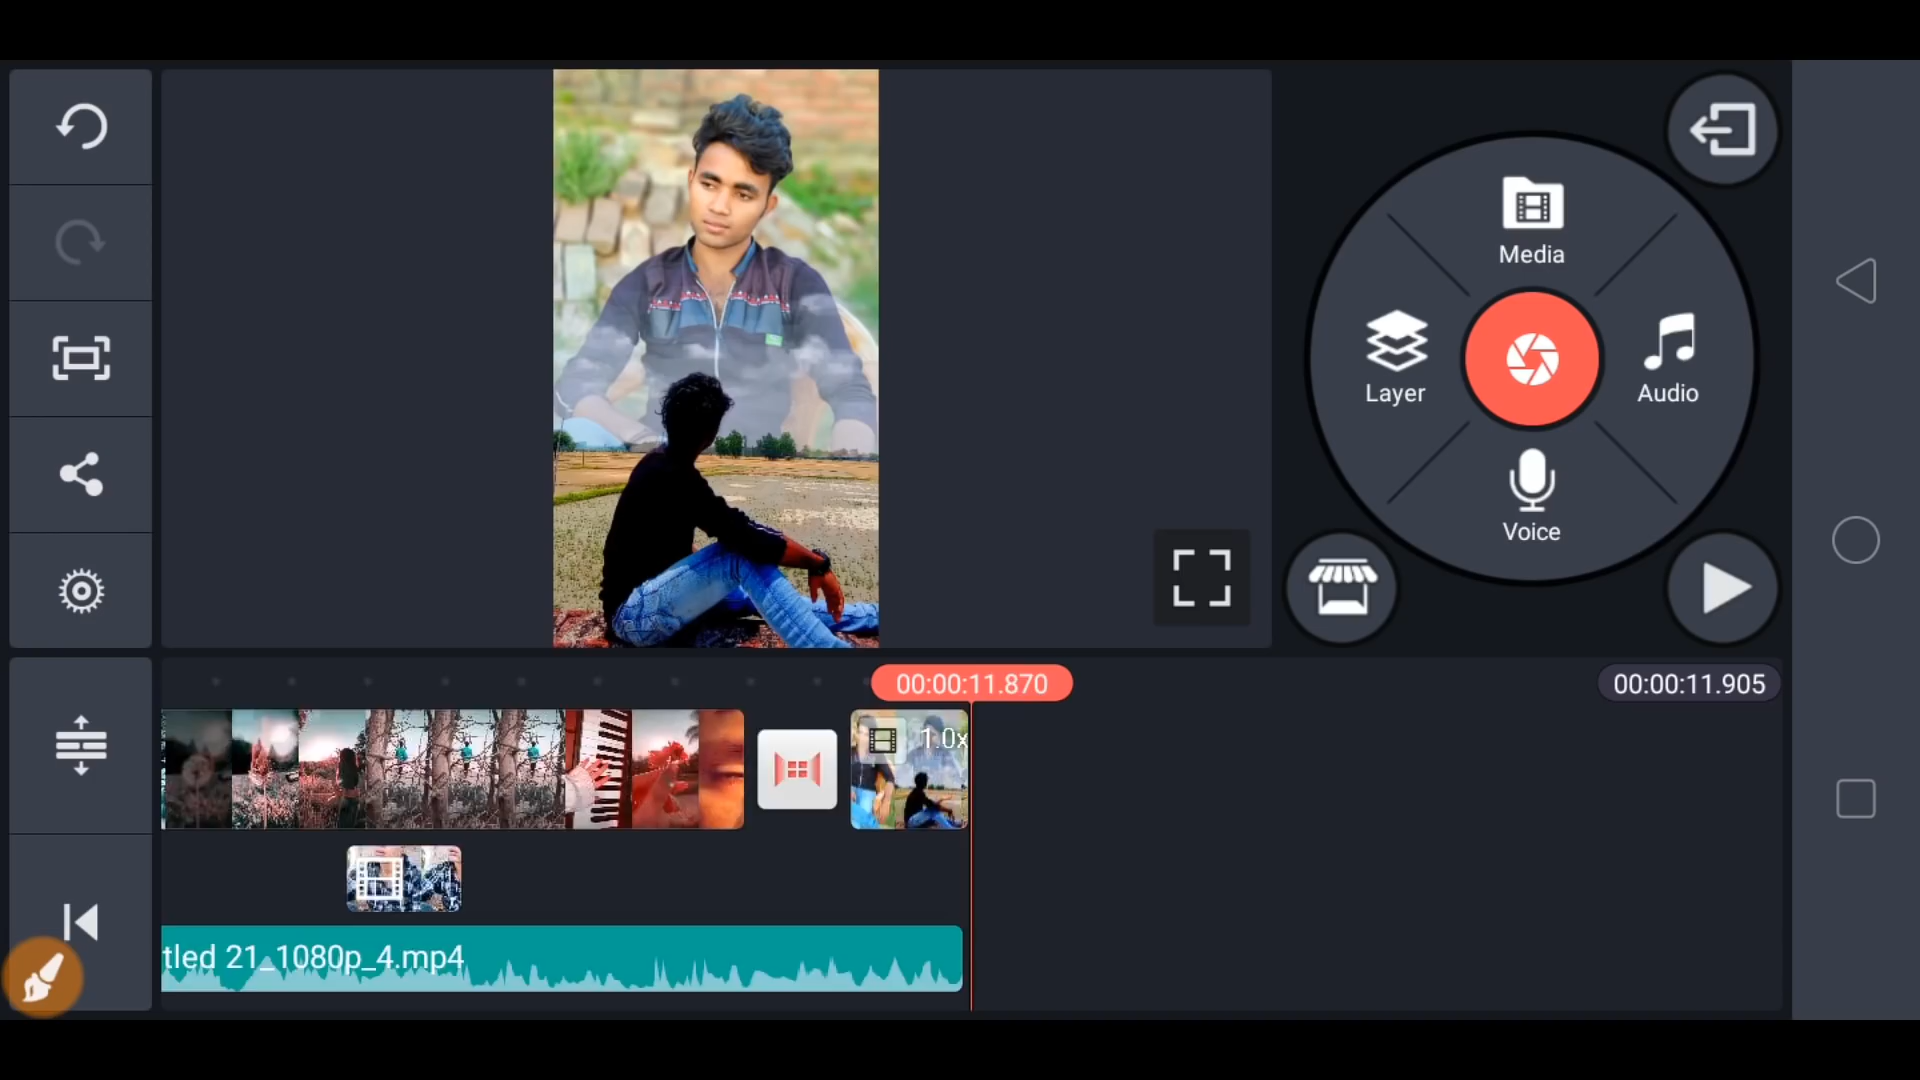 Media
Layer
Audio
Voice
00:00:11.870
00:00:11.905
1.0x
tled 21_1080p_4.mp4